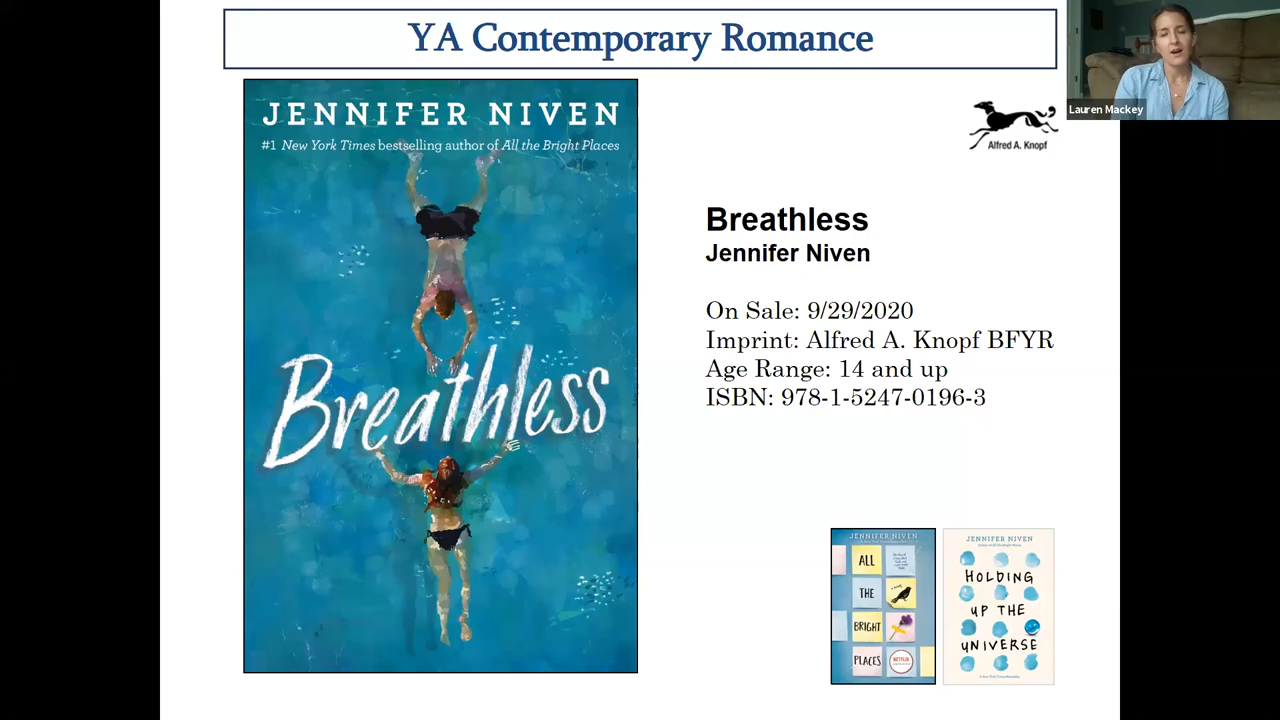 YA Contemporary Romance
Lauren Mackey
JENNIFER NIVEN
#1 New York Times bestselling author of All the Bright Places
Breathless
Alfred A. Knopf
Breathless
Jennifer Niven
On Sale: 9/29/2020
Imprint: Alfred A. Knopf BFYR
Age Range: 14 and up
ISBN: 978-1-5247-0196-3
JENNIFER NIVEN
ALL
THE
BRIGHT
PLACES
NETFLIX
JENNIFER NIVEN
HOLDING
UP THE
UNIVERSE